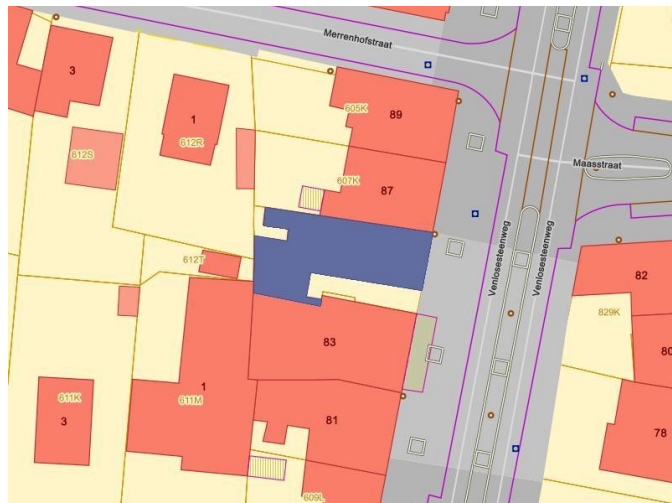 Merrenhofstraat
3
1
605K
89
612S
612R
Maasstraat
607K
87
612T
Venlosesteenweg
Venlosesteenweg
82
829K
83
80
1
611K
3
611M
81
78
609L